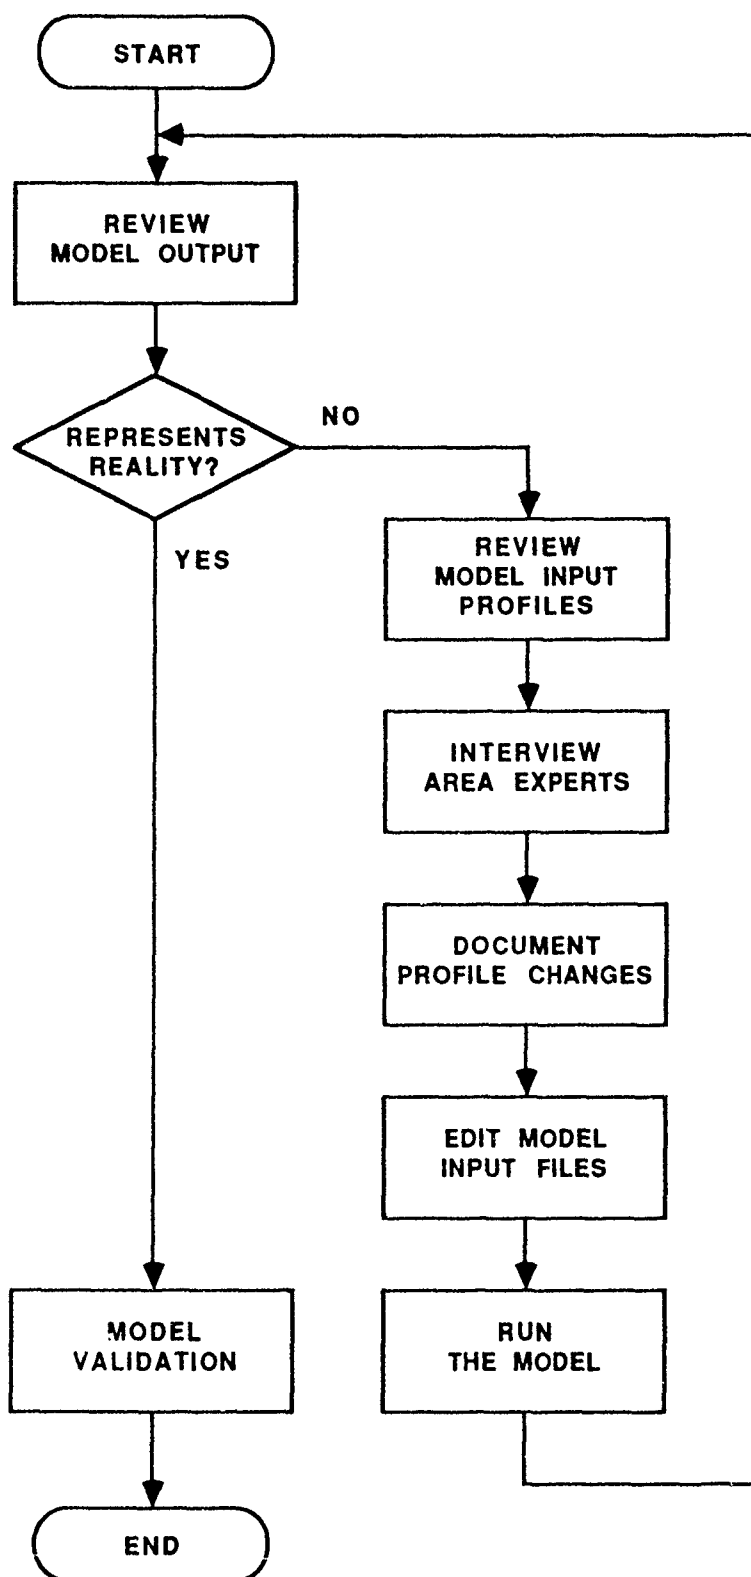 START
REVIEW
MODEL OUTPUT
REPRESENTS
REALITY?
NO
YES
REVIEW
MODEL INPUT
PROFILES
INTERVIEW
AREA EXPERTS
DOCUMENT
PROFILE CHANGES
EDIT MODEL
INPUT FILES
MODEL
VALIDATION
RUN
THE MODEL
END